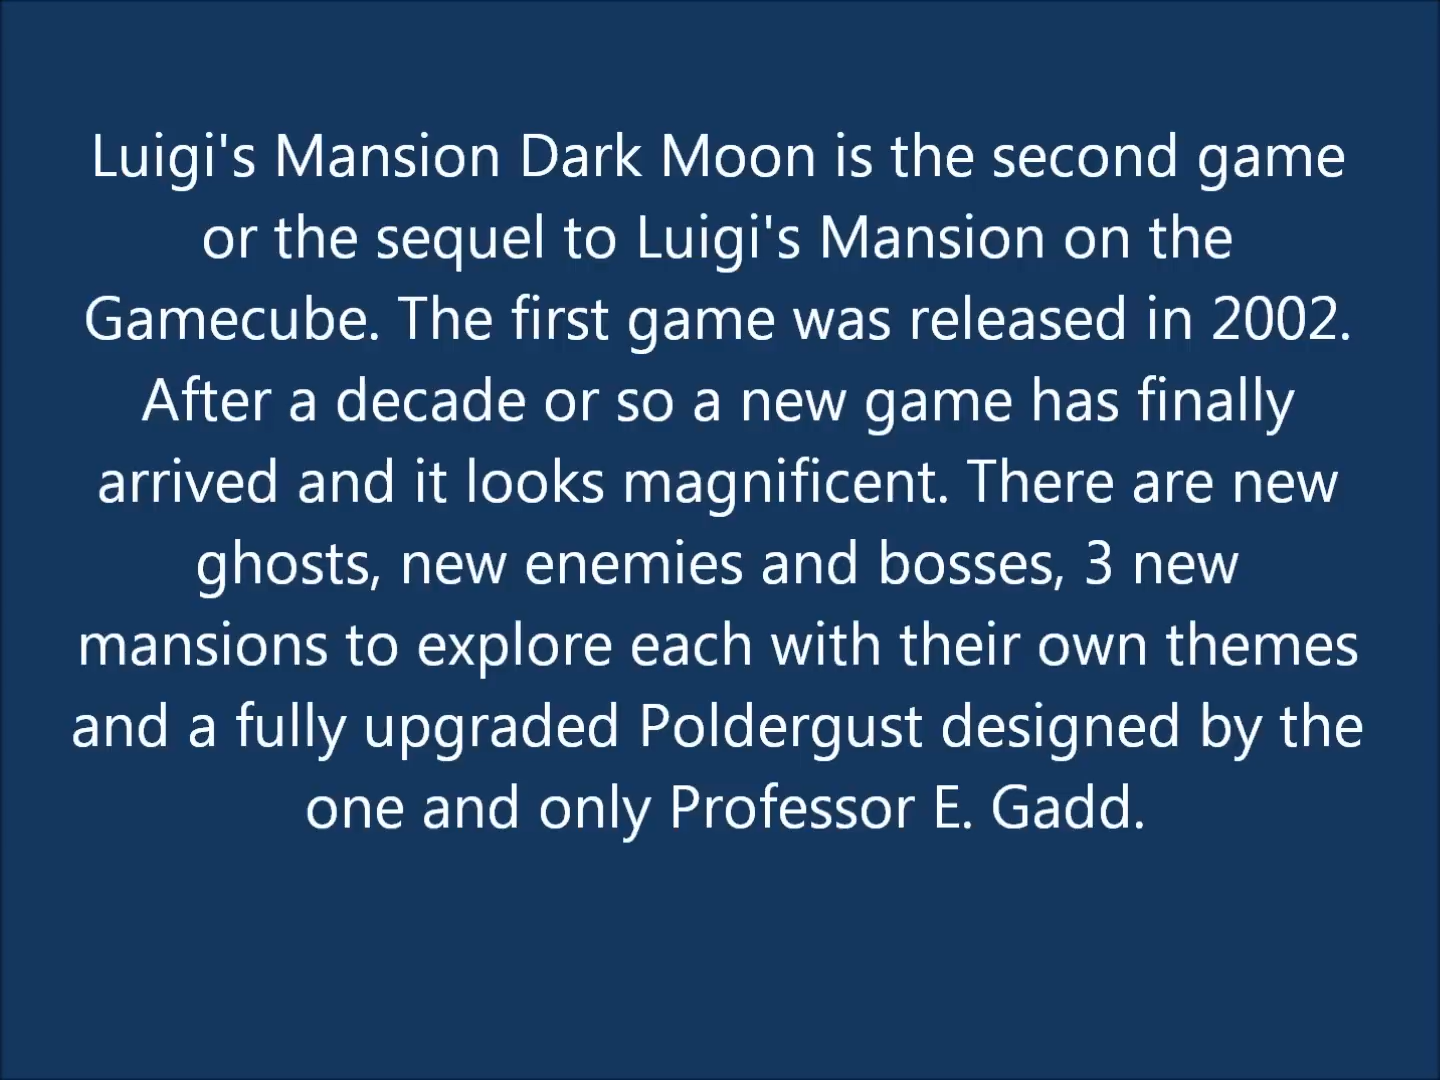 Luigi's Mansion Dark Moon is the second game
or the sequel to Luigi's Mansion on the
Gamecube. The first game was released in 2002.
After a decade or so a new game has finally
arrived and it looks magnificent. There are new
ghosts, new enemies and bosses, 3 new
mansions to explore each with their own themes
and a fully upgraded Poldergust designed by the
one and only Professor E. Gadd.